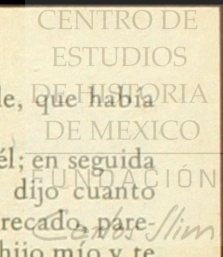 CENTRO DE
ESTUDIOS
DE HISTORIA
DE MEXICO
FUNDACIÓN
Carlos Slim
le, que había
él; en seguida
dijo cuanto
recado, pare-
hijo mío y te